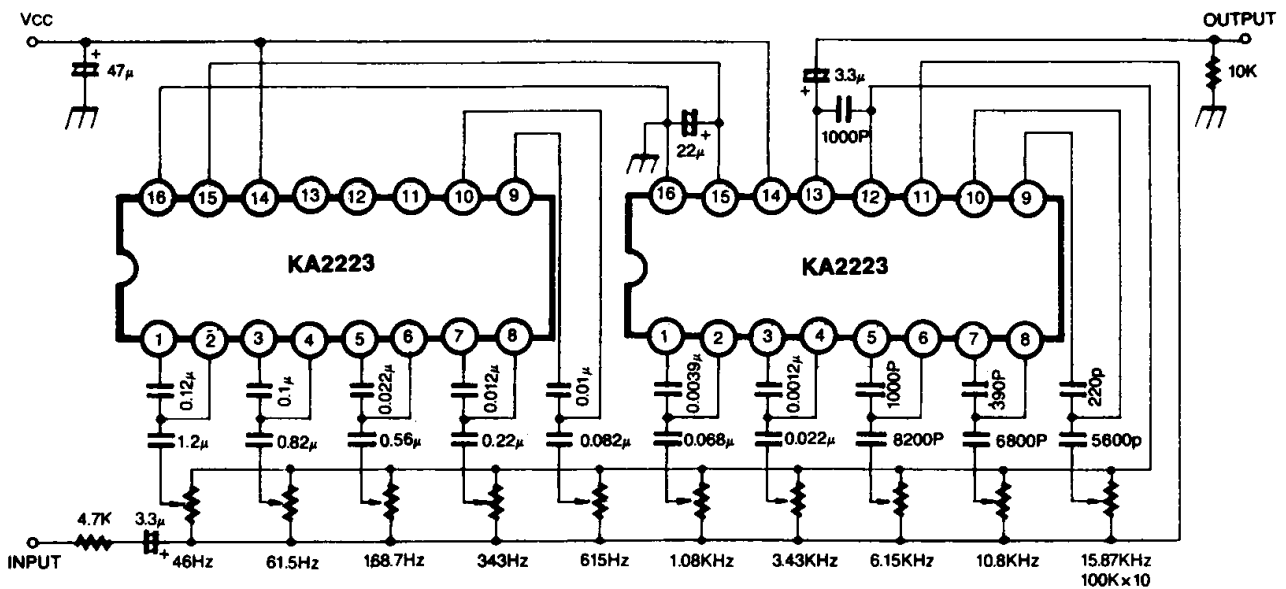 VCC
OUTPUT
+
47μ
+
3.3μ
10K
1000P
22μ
+
16 15 14 13 12 11 10 9
16 15 14 13 12 11 10 9
KA2223
KA2223
1 2 3 4 5 6 7 8
1 2 3 4 5 6 7 8
0.12μ 0.1μ 0.022μ 0.012μ 0.01μ 0.0039μ 0.0012μ 1000P 390P 220p
1.2μ 0.82μ 0.56μ 0.22μ 0.082μ 0.068μ 0.022μ 8200P 6800P 5600p
4.7K 3.3μ
+
INPUT 46Hz 61.5Hz 168.7Hz 343Hz 615Hz 1.08KHz 3.43KHz 6.15KHz 10.8KHz 15.87KHz
100K×10